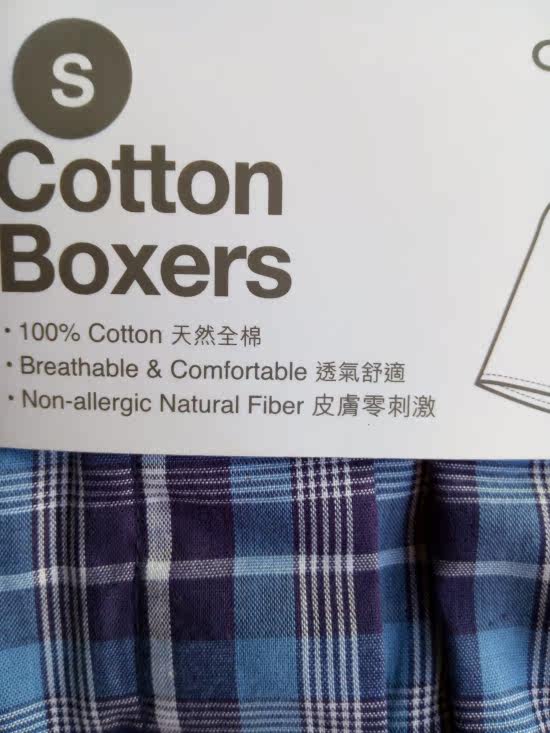 S
Cotton
Boxers
• 100% Cotton 天然全棉
• Breathable & Comfortable 透氣舒適
• Non-allergic Natural Fiber 皮膚零刺激